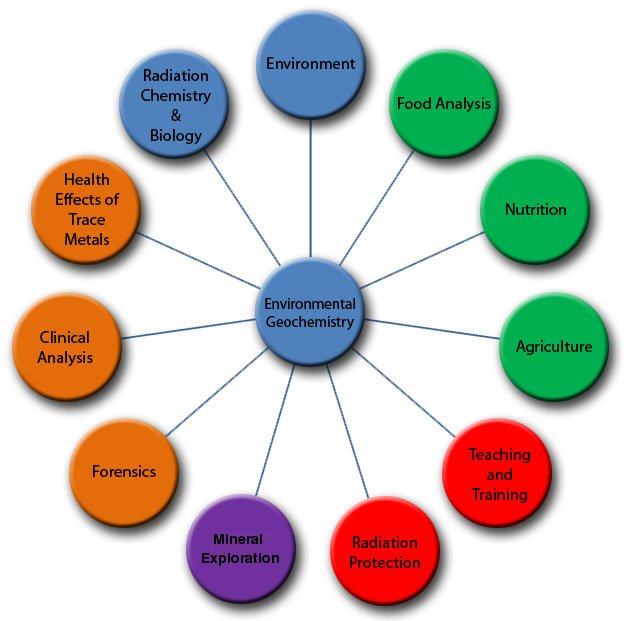 Environment
Food Analysis
Nutrition
Agriculture
Teaching
and
Training
Radiation
Protection
Mineral
Exploration
Forensics
Clinical
Analysis
Health
Effects of
Trace
Metals
Radiation
Chemistry
&
Biology
Environmental
Geochemistry